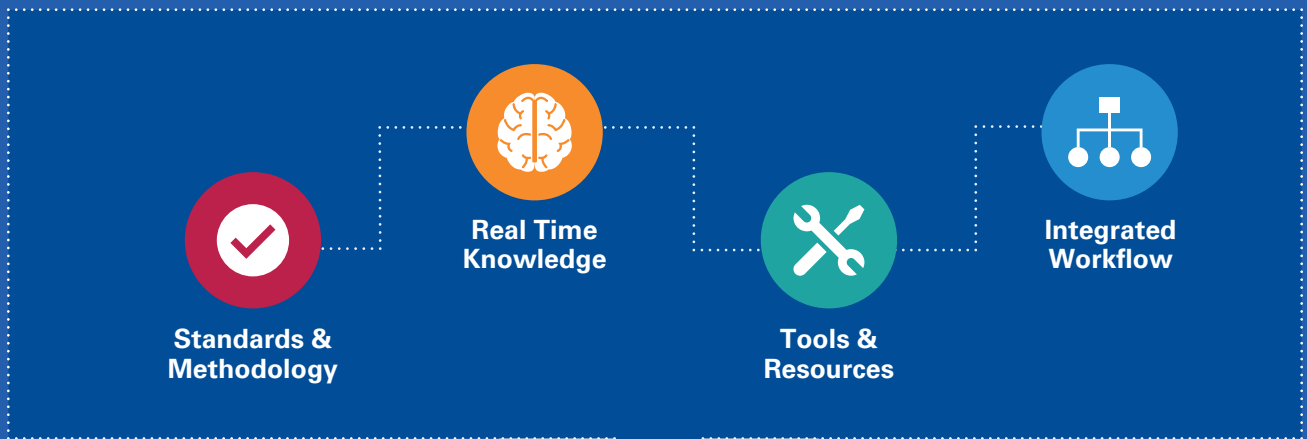 Standards &
Methodology
Real Time
Knowledge
Tools &
Resources
Integrated
Workflow